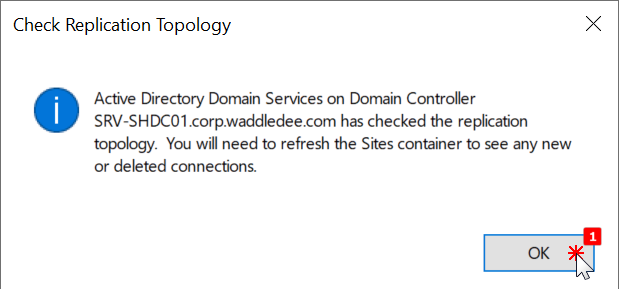 Check Replication Topology
Active Directory Domain Services on Domain Controller
SRV-SHDC01.corp.waddledee.com has checked the replication
topology.  You will need to refresh the Sites container to see any new
or deleted connections.
1
OK